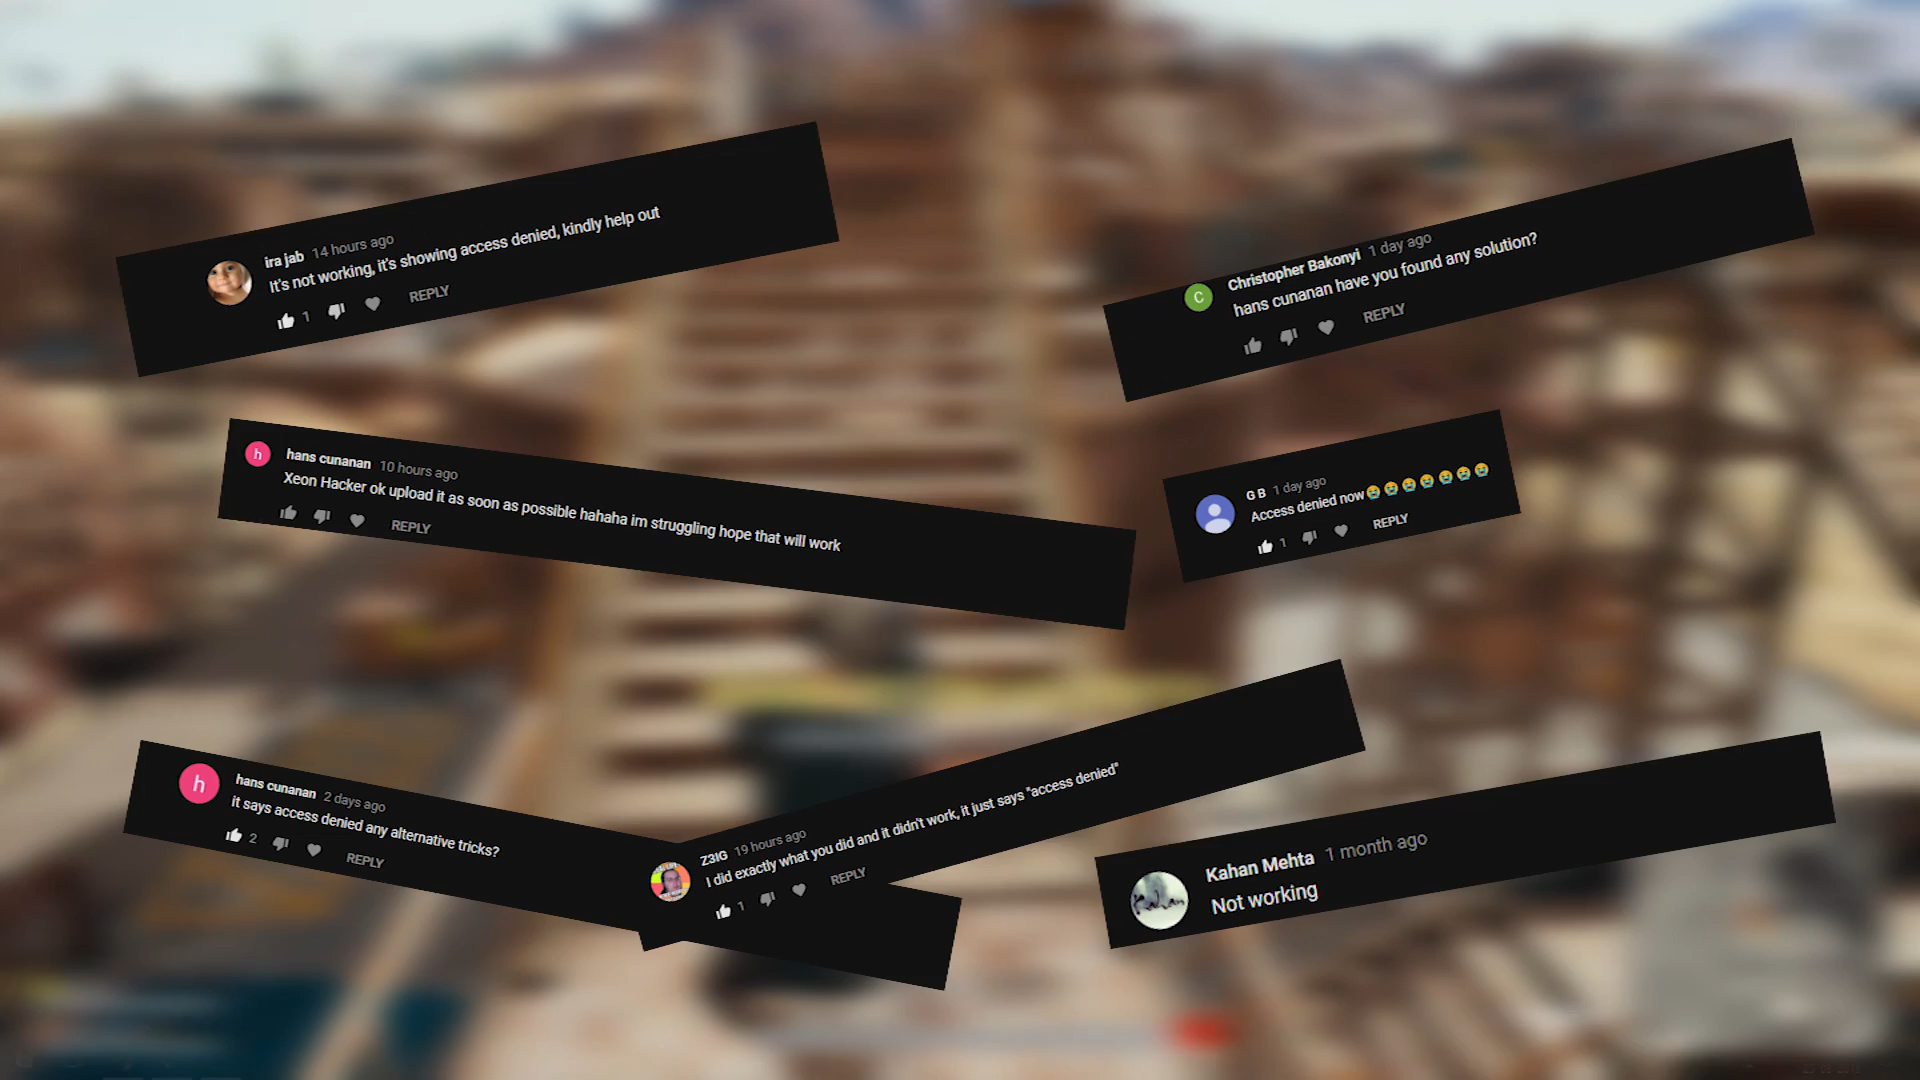 ira jab 14 hours ago
It's not working, it's showing access denied, kindly help out
1 REPLY
Christopher Bakonyi 1 day ago
hans cunanan have you found any solution?
REPLY
h
C
hans cunanan 10 hours ago
Xeon Hacker ok upload it as soon as possible hahaha im struggling hope that will work
REPLY
G B 1 day ago
Access denied now😭😭😭😭😭😭😭
1 REPLY
h
hans cunanan 2 days ago
it says access denied any alternative tricks?
2 REPLY
Z3IG 19 hours ago
I did exactly what you did and it didn't work, it just says "access denied"
1 REPLY
Kahan Mehta 1 month ago
Not working
Kahan